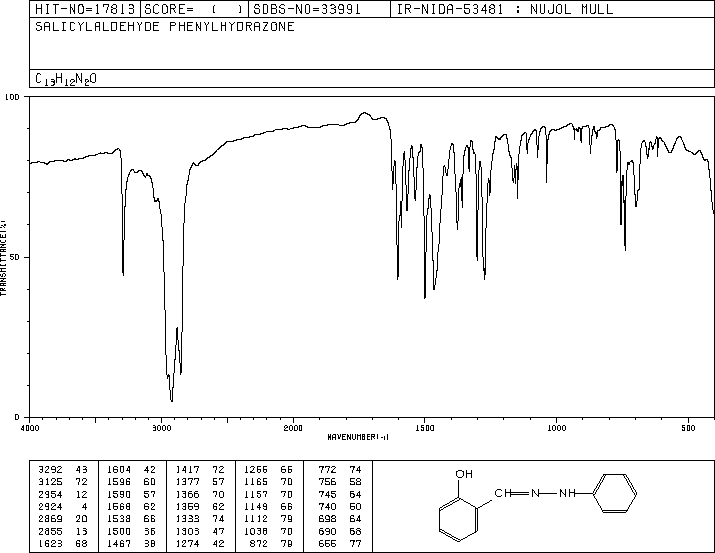 HIT-NO=17813 SCORE= ( ) SDBS-NO=33991 IR-NIDA-53481 : NUJOL MULL
SALICYLALDEHYDE PHENYLHYDRAZONE
C13H12N2O
100
50
0
TRANSMITTANCE(%)
4000 3000 2000 1500 1000 500
WAVENUMBER(-1)
3292 43 1604 42 1417 72 1266 66 772 74
3125 72 1596 60 1377 57 1165 70 756 58
2954 12 1590 57 1366 70 1157 70 745 64
2924 4 1568 62 1359 62 1149 66 740 50
2869 20 1538 66 1333 74 1112 79 698 64
2855 13 1500 36 1303 47 1038 70 690 68
1623 68 1467 38 1274 42 872 79 656 77
OH
CH=N-NH